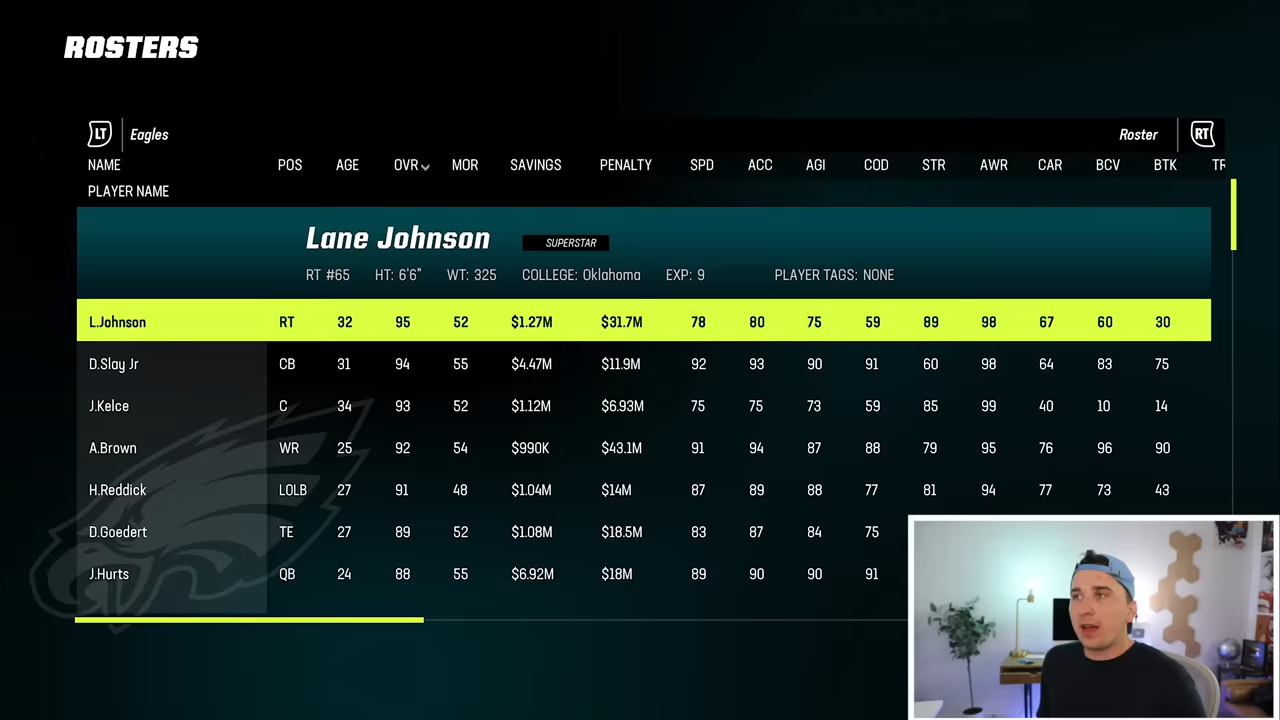 ROSTERS
LT Eagles Roster RT
NAME POS AGE OVR MOR SAVINGS PENALTY SPD ACC AGI COD STR AWR CAR BCV BTK TR
PLAYER NAME
Lane Johnson SUPERSTAR
RT #65 HT: 6'6" WT: 325 COLLEGE: Oklahoma EXP: 9 PLAYER TAGS: NONE
L.Johnson RT 32 95 52 $1.27M $31.7M 78 80 75 59 89 98 67 60 30
D.Slay Jr CB 31 94 55 $4.47M $11.9M 92 93 90 91 60 98 64 83 75
J.Kelce C 34 93 52 $1.12M $6.93M 75 75 73 59 85 99 40 10 14
A.Brown WR 25 92 54 $990K $43.1M 91 94 87 88 79 95 76 96 90
H.Reddick LOLB 27 91 48 $1.04M $14M 87 89 88 77 81 94 77 73 43
D.Goedert TE 27 89 52 $1.08M $18.5M 83 87 84 75
J.Hurts QB 24 88 55 $6.92M $18M 89 90 90 91